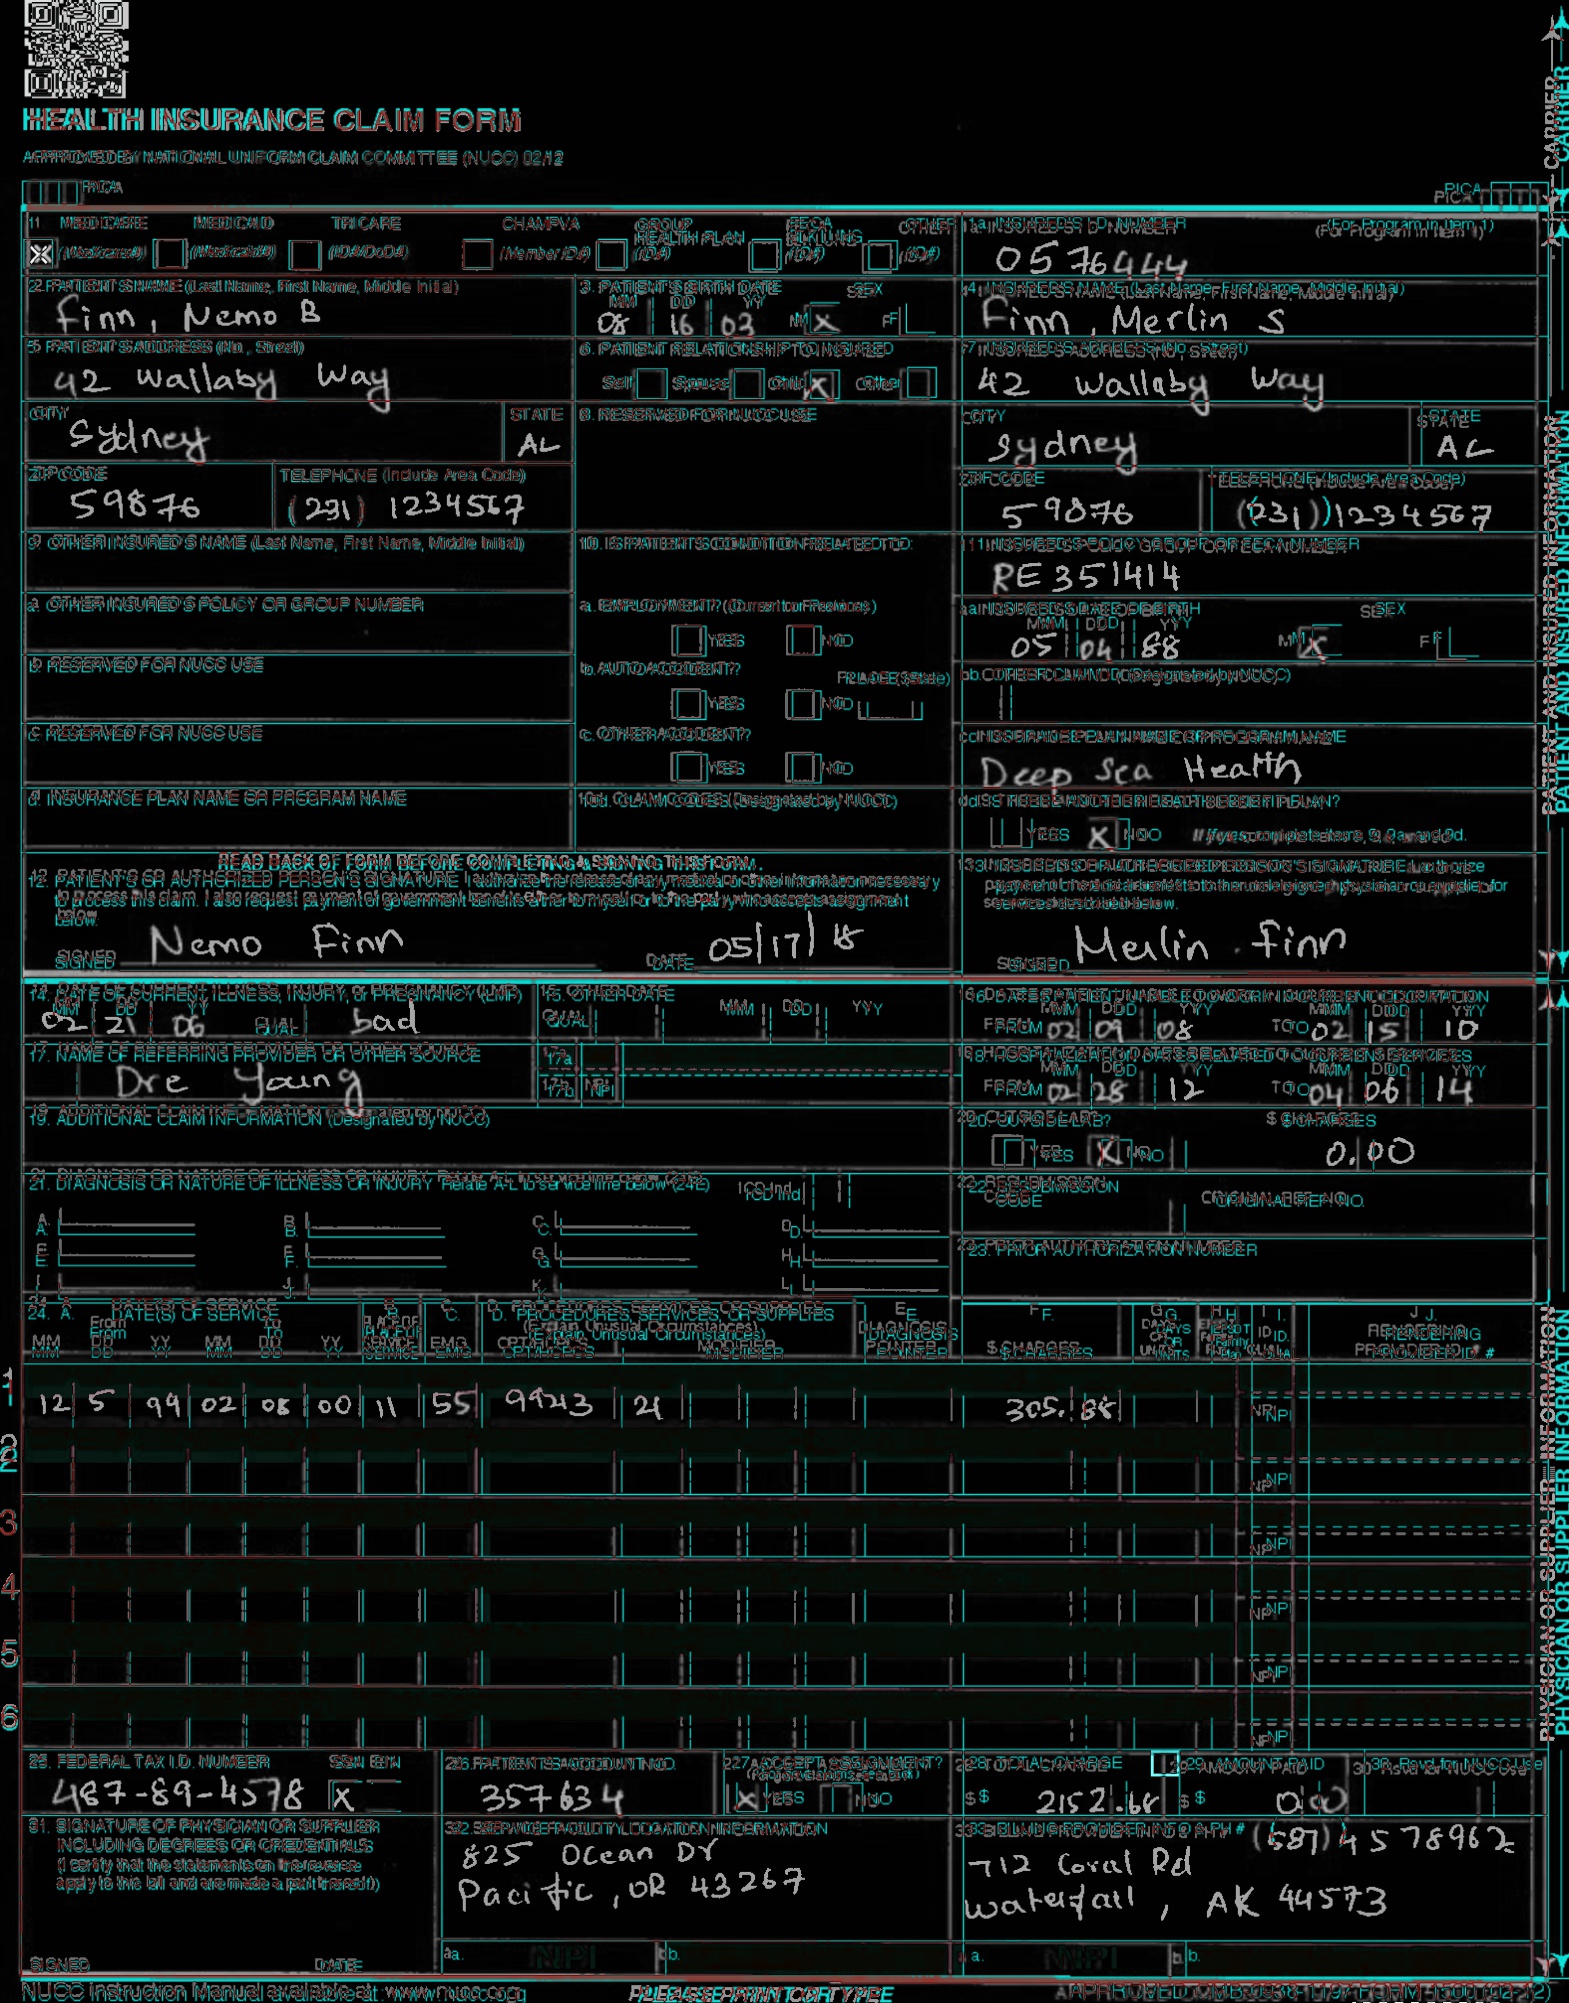 HEALTH INSURANCE CLAIM FORM
APPROVED BY NATIONAL UNIFORM CLAIM COMMITTEE (NUCC) 02/12
PICA PICA
1. MEDICARE MEDICAID TRICARE CHAMPVA GROUP HEALTH PLAN FECA BLK LUNG OTHER
(Medicare#) (Medicaid#) (ID#/DoD#) (Member ID#) (ID#) (ID#) (ID#)
1a. INSURED'S I.D. NUMBER (For Program in Item 1)
0576444
2. PATIENT'S NAME (Last Name, First Name, Middle Initial)
Finn, Nemo B
3. PATIENT'S BIRTH DATE SEX
MM DD YY
08 16 03 M X F
4. INSURED'S NAME (Last Name, First Name, Middle Initial)
Finn, Merlin S
5. PATIENT'S ADDRESS (No., Street)
42 Wallaby Way
6. PATIENT RELATIONSHIP TO INSURED
Self Spouse Child X Other
7. INSURED'S ADDRESS (No., Street)
42 Wallaby Way
CITY STATE
Sydney AL
8. RESERVED FOR NUCC USE
CITY STATE
Sydney AL
ZIP CODE TELEPHONE (Include Area Code)
59876 (231) 1234567
ZIP CODE TELEPHONE (Include Area Code)
59876 (231) 1234567
9. OTHER INSURED'S NAME (Last Name, First Name, Middle Initial)
10. IS PATIENT'S CONDITION RELATED TO:
11. INSURED'S POLICY GROUP OR FECA NUMBER
RE 351414
a. OTHER INSURED'S POLICY OR GROUP NUMBER
a. EMPLOYMENT? (Current or Previous)
YES NO
a. INSURED'S DATE OF BIRTH SEX
MM DD YY
05 04 88 M X F
b. RESERVED FOR NUCC USE
b. AUTO ACCIDENT? PLACE (State)
YES NO
b. OTHER CLAIM ID (Designated by NUCC)
c. RESERVED FOR NUCC USE
c. OTHER ACCIDENT?
YES NO
c. INSURANCE PLAN NAME OR PROGRAM NAME
Deep Sea Health
d. INSURANCE PLAN NAME OR PROGRAM NAME
10d. CLAIM CODES (Designated by NUCC)
d. IS THERE ANOTHER HEALTH BENEFIT PLAN?
YES X NO If yes, complete items 9, 9a and 9d.
READ BACK OF FORM BEFORE COMPLETING & SIGNING THIS FORM.
12. PATIENT'S OR AUTHORIZED PERSON'S SIGNATURE I authorize the release of any medical or other information necessary
to process this claim. I also request payment of government benefits either to myself or to the party who accepts assignment
below.
SIGNED Nemo Finn DATE 05/17/18
13. INSURED'S OR AUTHORIZED PERSON'S SIGNATURE I authorize
payment of medical benefits to the undersigned physician or supplier for
services described below.
SIGNED Merlin Finn
14. DATE OF CURRENT ILLNESS, INJURY, or PREGNANCY (LMP)
MM DD YY
02 21 06 QUAL. bad
15. OTHER DATE
QUAL. MM DD YY
16. DATES PATIENT UNABLE TO WORK IN CURRENT OCCUPATION
MM DD YY MM DD YY
FROM 02 09 08 TO 02 15 10
17. NAME OF REFERRING PROVIDER OR OTHER SOURCE
Dre Young
17a.
17b. NPI
18. HOSPITALIZATION DATES RELATED TO CURRENT SERVICES
MM DD YY MM DD YY
FROM 02 28 12 TO 04 06 14
19. ADDITIONAL CLAIM INFORMATION (Designated by NUCC)
20. OUTSIDE LAB? $ CHARGES
YES X NO 0.00
21. DIAGNOSIS OR NATURE OF ILLNESS OR INJURY Relate A-L to service line below (24E) ICD Ind.
A. B. C. D.
E. F. G. H.
I. J. K. L.
22. RESUBMISSION CODE ORIGINAL REF. NO.
23. PRIOR AUTHORIZATION NUMBER
24. A. DATE(S) OF SERVICE B. PLACE OF SERVICE C. EMG D. PROCEDURES, SERVICES, OR SUPPLIES (Explain Unusual Circumstances) E. DIAGNOSIS POINTER F. $ CHARGES G. DAYS OR UNITS H. EPSDT Family Plan I. ID. QUAL. J. RENDERING PROVIDER ID. #
From To
MM DD YY MM DD YY CPT/HCPCS MODIFIER
1
12 5 99 02 08 00 11 55 99213 21 305. 88 NPI
2 NPI
3 NPI
4 NPI
5 NPI
6 NPI
25. FEDERAL TAX I.D. NUMBER SSN EIN
487-89-4578 X
26. PATIENT'S ACCOUNT NO.
357634
27. ACCEPT ASSIGNMENT?
X YES NO
28. TOTAL CHARGE
$ 2152.68
29. AMOUNT PAID
$ 0.00
30. Rsvd for NUCC Use
31. SIGNATURE OF PHYSICIAN OR SUPPLIER
INCLUDING DEGREES OR CREDENTIALS
(I certify that the statements on the reverse
apply to this bill and are made a part thereof.)
SIGNED DATE
32. SERVICE FACILITY LOCATION INFORMATION
825 Ocean Dr
Pacific, OR 43267
a. NPI b.
33. BILLING PROVIDER INFO & PH # (587) 4578962
712 Coral Rd
Waterfall, AK 44573
a. NPI b.
NUCC Instruction Manual available at: www.nucc.org
PLEASE PRINT OR TYPE
APPROVED OMB-0938-1197 FORM 1500 (02-12)
CARRIER
PATIENT AND INSURED INFORMATION
PHYSICIAN OR SUPPLIER INFORMATION